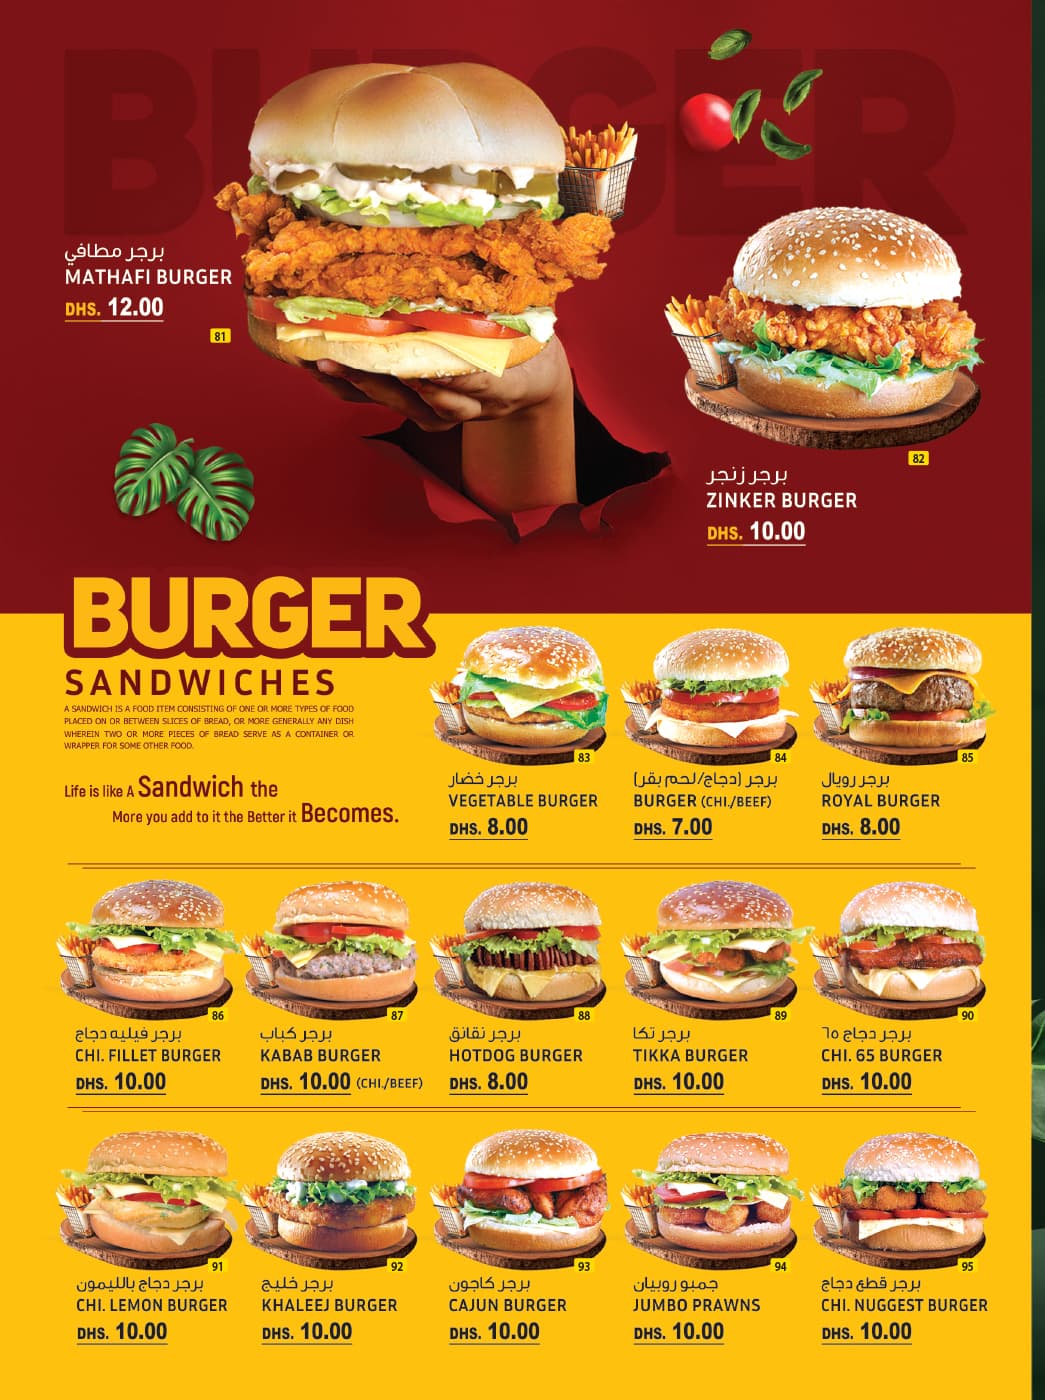 BURGER
برجر مطافي
MATHAFI BURGER
DHS. 12.00
81
82
برجر زنجر
ZINKER BURGER
DHS. 10.00
BURGER
SANDWICHES
A SANDWICH IS A FOOD ITEM CONSISTING OF ONE OR MORE TYPES OF FOOD
PLACED ON OR BETWEEN SLICES OF BREAD, OR MORE GENERALLY ANY DISH
WHEREIN TWO OR MORE PIECES OF BREAD SERVE AS A CONTAINER OR
WRAPPER FOR SOME OTHER FOOD.
Life is like A Sandwich the
More you add to it the Better it Becomes.
83
برجر خضار
VEGETABLE BURGER
DHS. 8.00
84
برجر (دجاج/لحم بقر)
BURGER (CHI./BEEF)
DHS. 7.00
85
برجر رويال
ROYAL BURGER
DHS. 8.00
86
برجر فيليه دجاج
CHI. FILLET BURGER
DHS. 10.00
87
برجر كباب
KABAB BURGER
DHS. 10.00 (CHI./BEEF)
88
برجر نقانق
HOTDOG BURGER
DHS. 8.00
89
برجر تكا
TIKKA BURGER
DHS. 10.00
90
برجر دجاج ٦٥
CHI. 65 BURGER
DHS. 10.00
91
برجر دجاج بالليمون
CHI. LEMON BURGER
DHS. 10.00
92
برجر خليج
KHALEEJ BURGER
DHS. 10.00
93
برجر كاجون
CAJUN BURGER
DHS. 10.00
94
جمبو روبيان
JUMBO PRAWNS
DHS. 10.00
95
برجر قطع دجاج
CHI. NUGGEST BURGER
DHS. 10.00